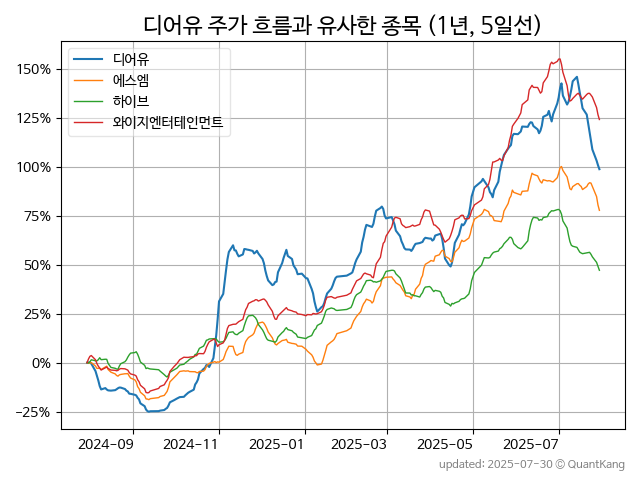 디어유 주가 흐름과 유사한 종목 (1년, 5일선)
디어유
에스엠
하이브
와이지엔터테인먼트
150%
125%
100%
75%
50%
25%
0%
−25%
2024-09 2024-11 2025-01 2025-03 2025-05 2025-07
updated: 2025-07-30 © QuantKang